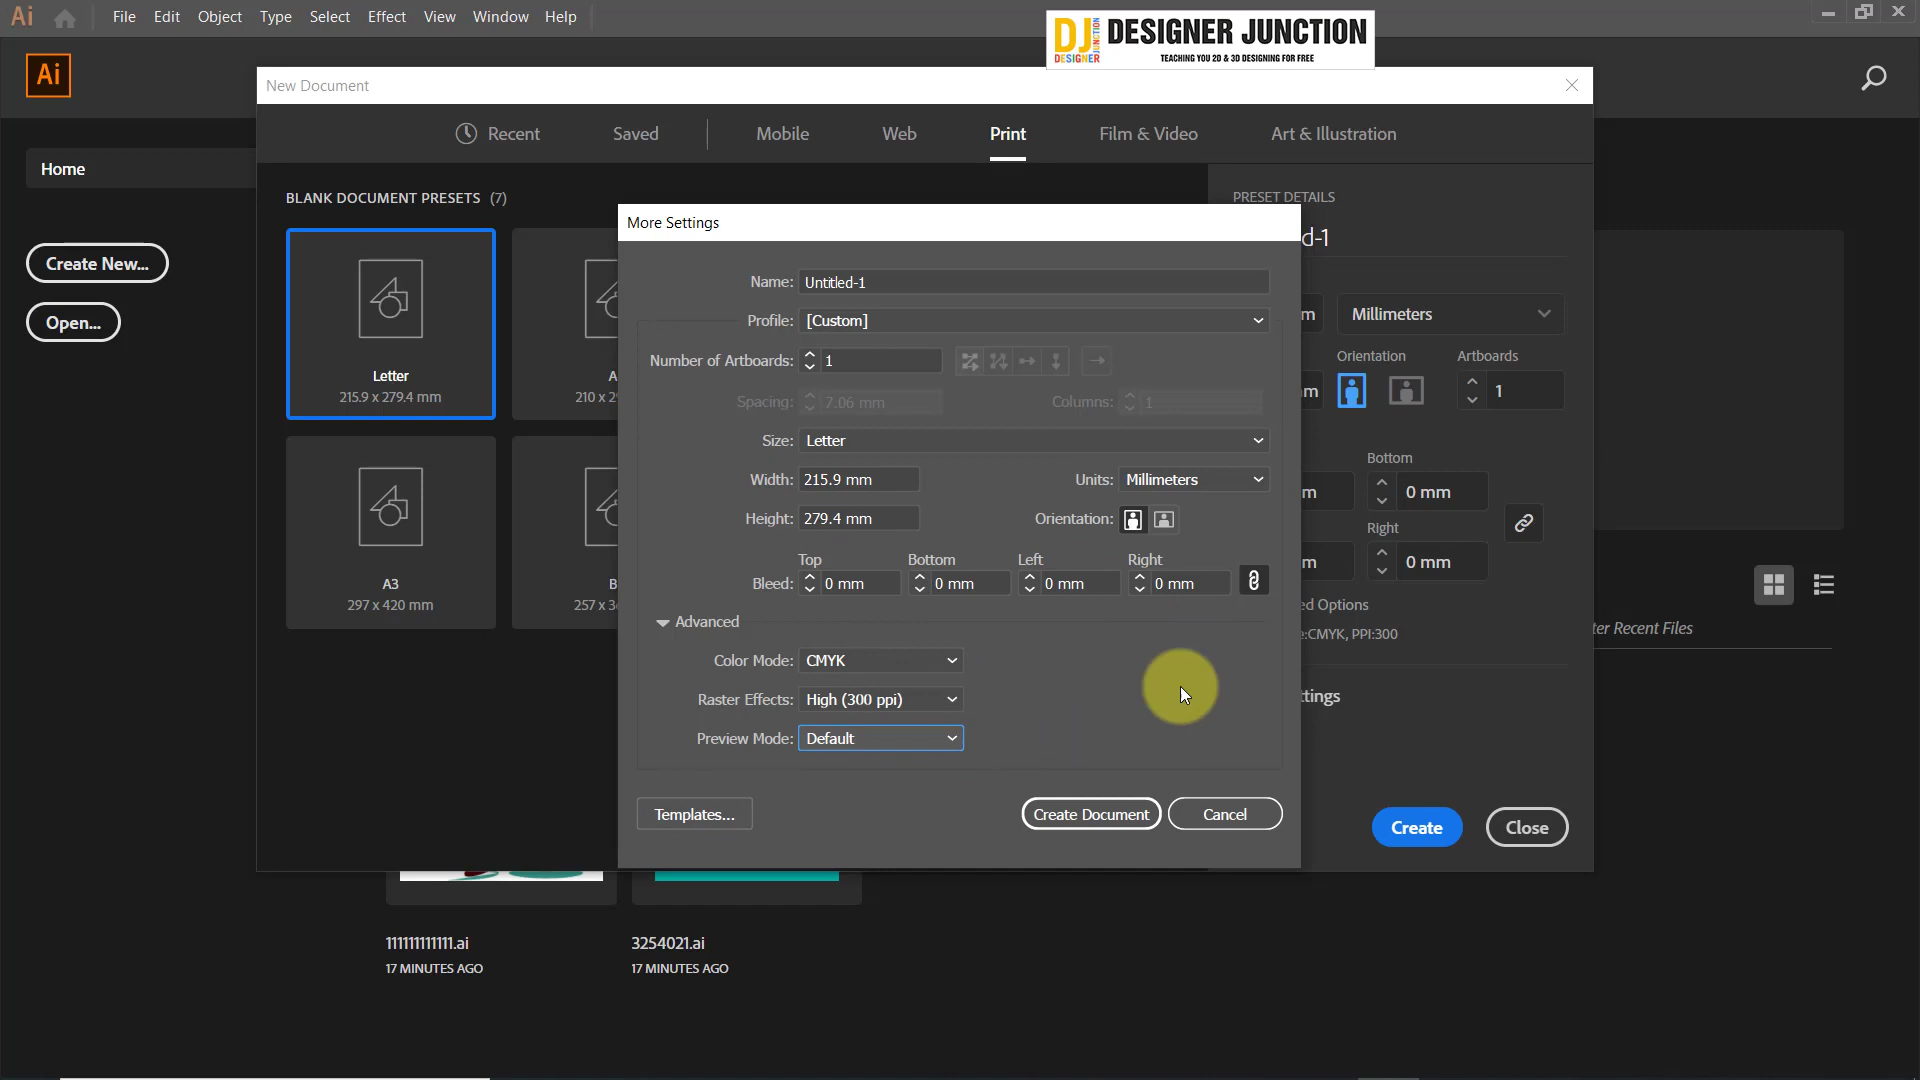 Ai
File Edit Object Type Select Effect View Window Help
DJ DESIGNER JUNCTION
DESIGNER JUNCTION
TEACHING YOU 2D & 3D DESIGNING FOR FREE
Ai
New Document
Recent Saved Mobile Web Print Film & Video Art & Illustration
Home
BLANK DOCUMENT PRESETS (7)
PRESET DETAILS
More Settings
d-1
Create New...
Name: Untitled-1
Profile: [Custom]
m Millimeters
Open...
Number of Artboards: 1
Orientation Artboards
Letter A
215.9 x 279.4 mm 210 x 29
m 1
Spacing: 7.06 mm Columns: 1
Size: Letter
Bottom
Width: 215.9 mm Units: Millimeters
m 0 mm
Height: 279.4 mm Orientation:
Right
Top Bottom Left Right
Bleed: 0 mm 0 mm 0 mm 0 mm
m 0 mm
A3 B
297 x 420 mm 257 x 36
ed Options
Advanced
:CMYK, PPI:300
ter Recent Files
Color Mode: CMYK
Raster Effects: High (300 ppi)
ttings
Preview Mode: Default
Templates... Create Document Cancel
Create Close
111111111111.ai 3254021.ai
17 MINUTES AGO 17 MINUTES AGO